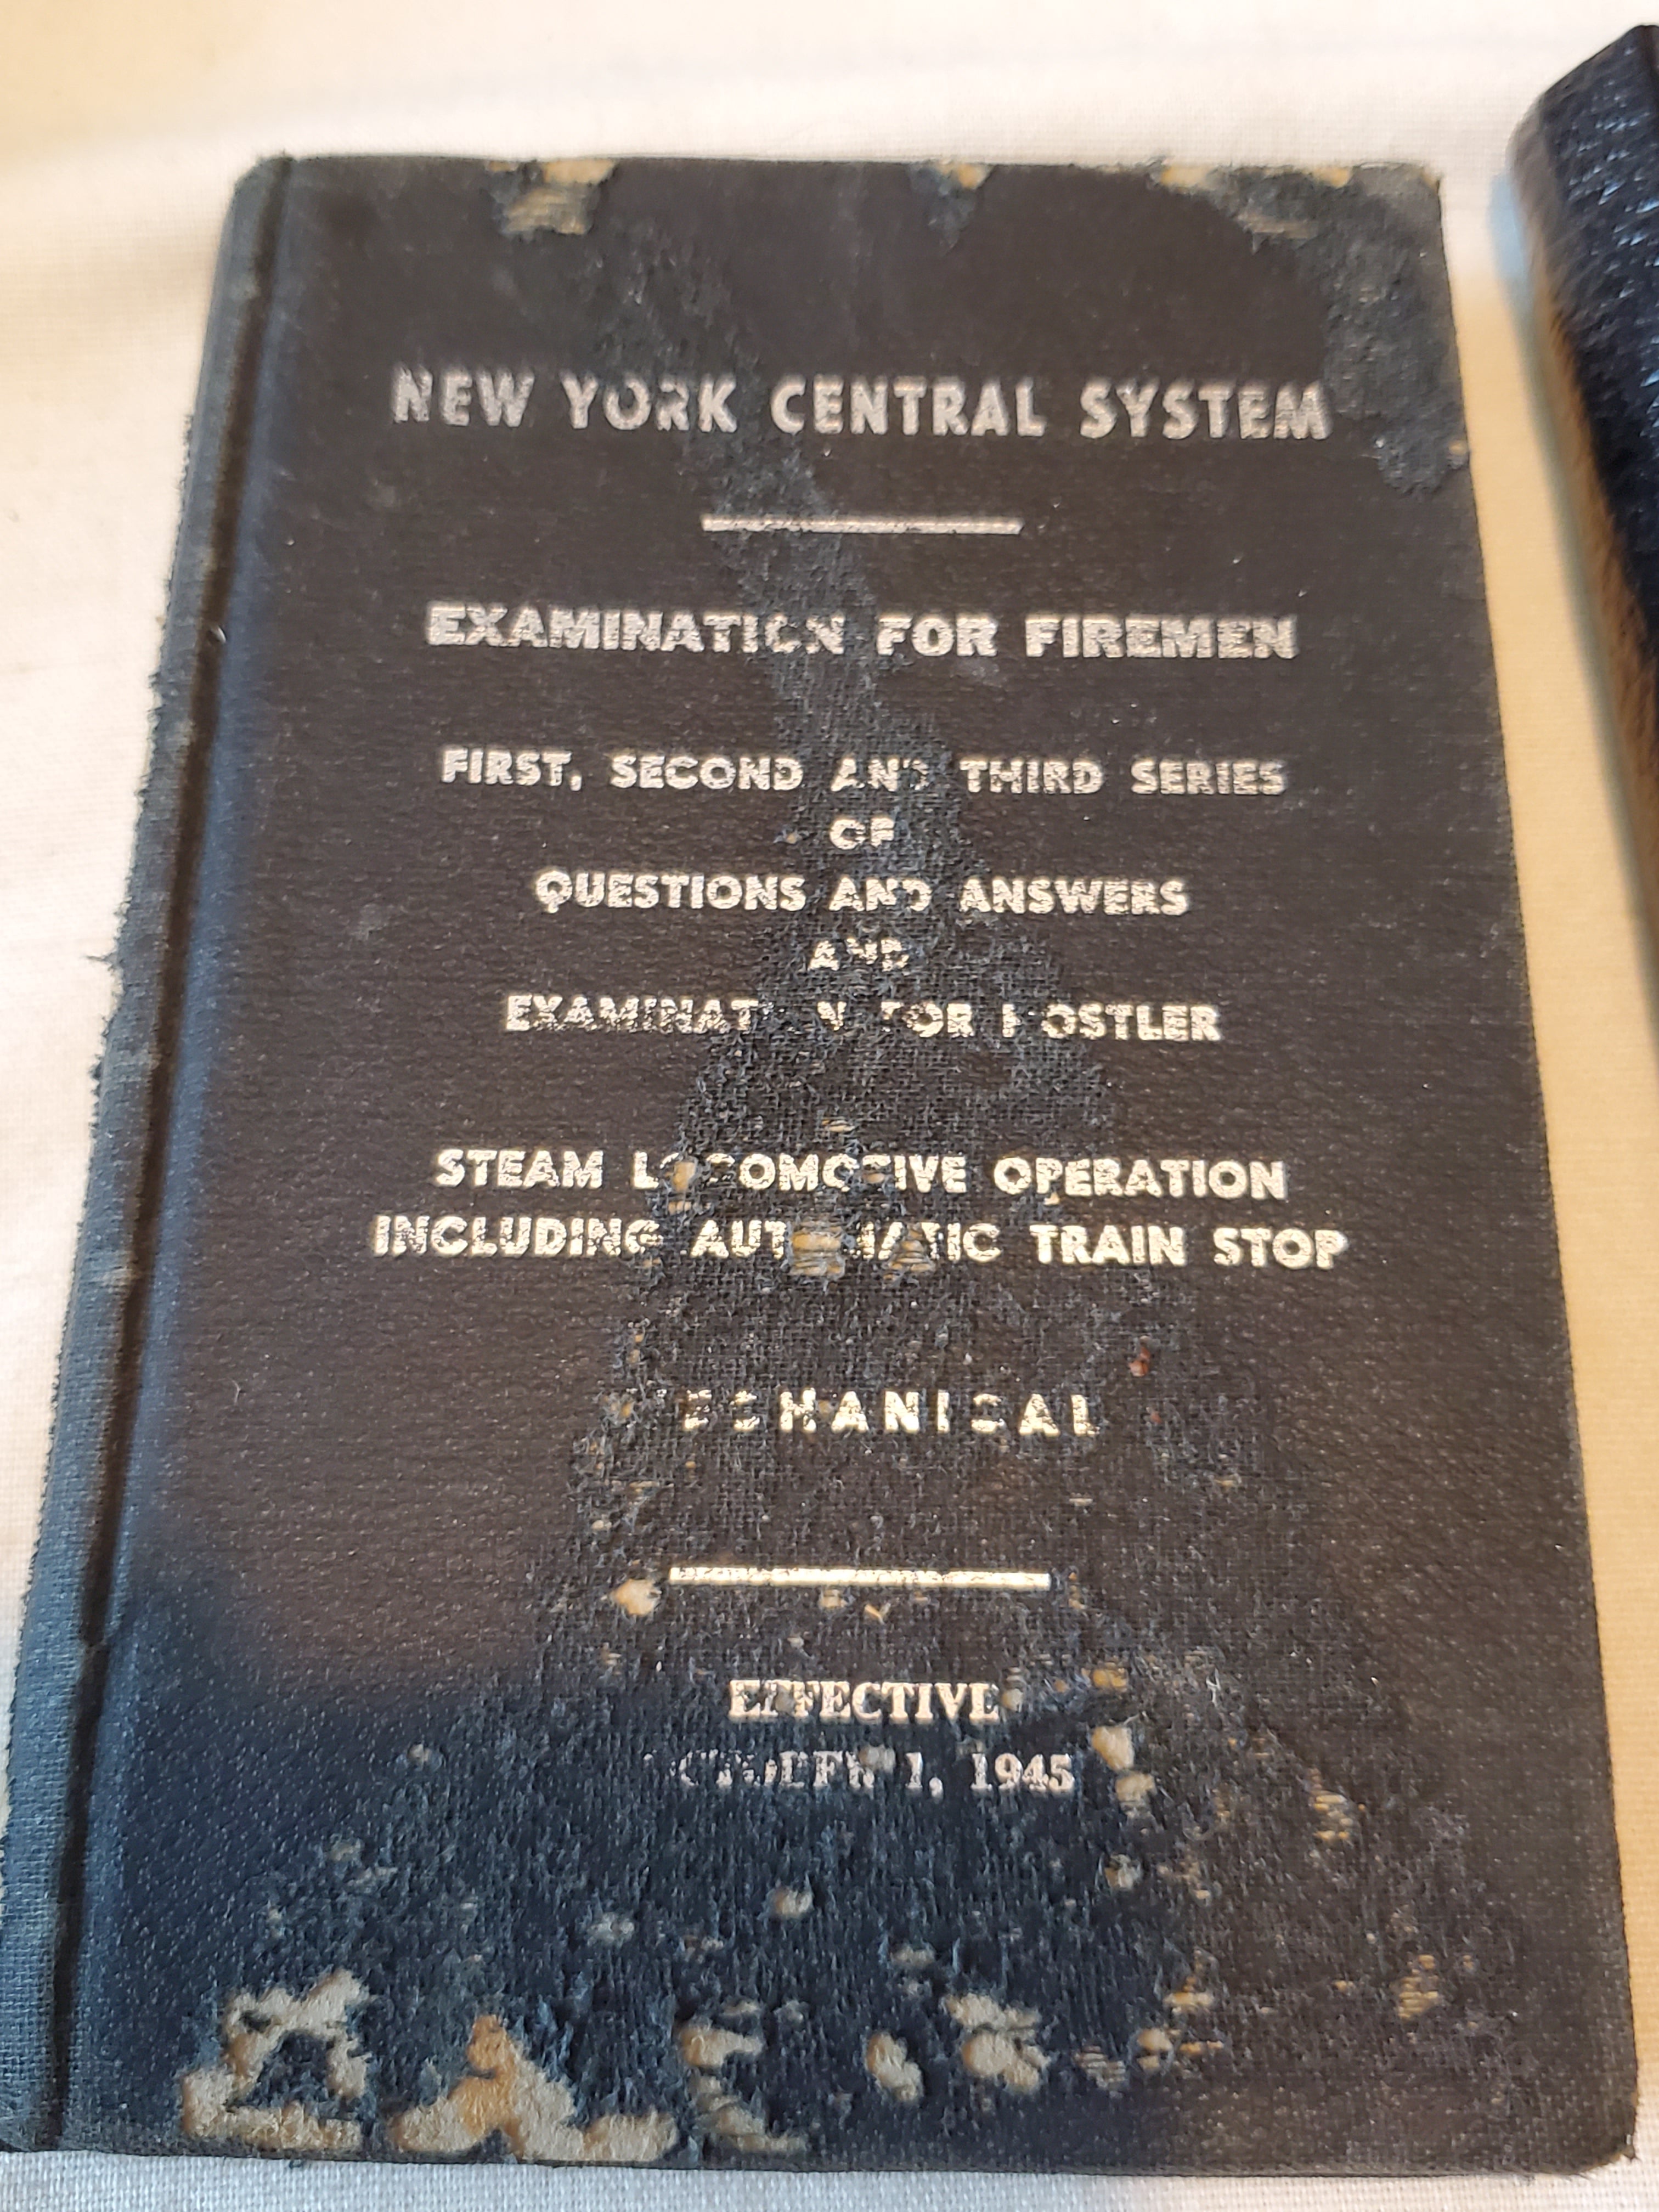 NEW YORK CENTRAL SYSTEM
EXAMINATION FOR FIREMEN
FIRST, SECOND AND THIRD SERIES
OF
QUESTIONS AND ANSWERS
AND
EXAMINATION FOR HOSTLER
STEAM LOCOMOTIVE OPERATION
INCLUDING AUTOMATIC TRAIN STOP
MECHANICAL
EFFECTIVE
OCTOBER 1, 1945